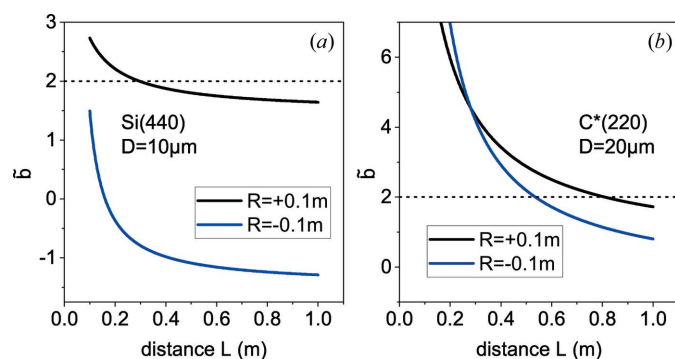 (a)
3
2
1
0
-1
Si(440)
D=10µm
R=+0.1m
R=-0.1m
0.0 0.2 0.4 0.6 0.8 1.0
distance L (m)
b̃
(b)
6
4
2
0
C*(220)
D=20µm
R=+0.1m
R=-0.1m
0.0 0.2 0.4 0.6 0.8 1.0
distance L (m)
b̃